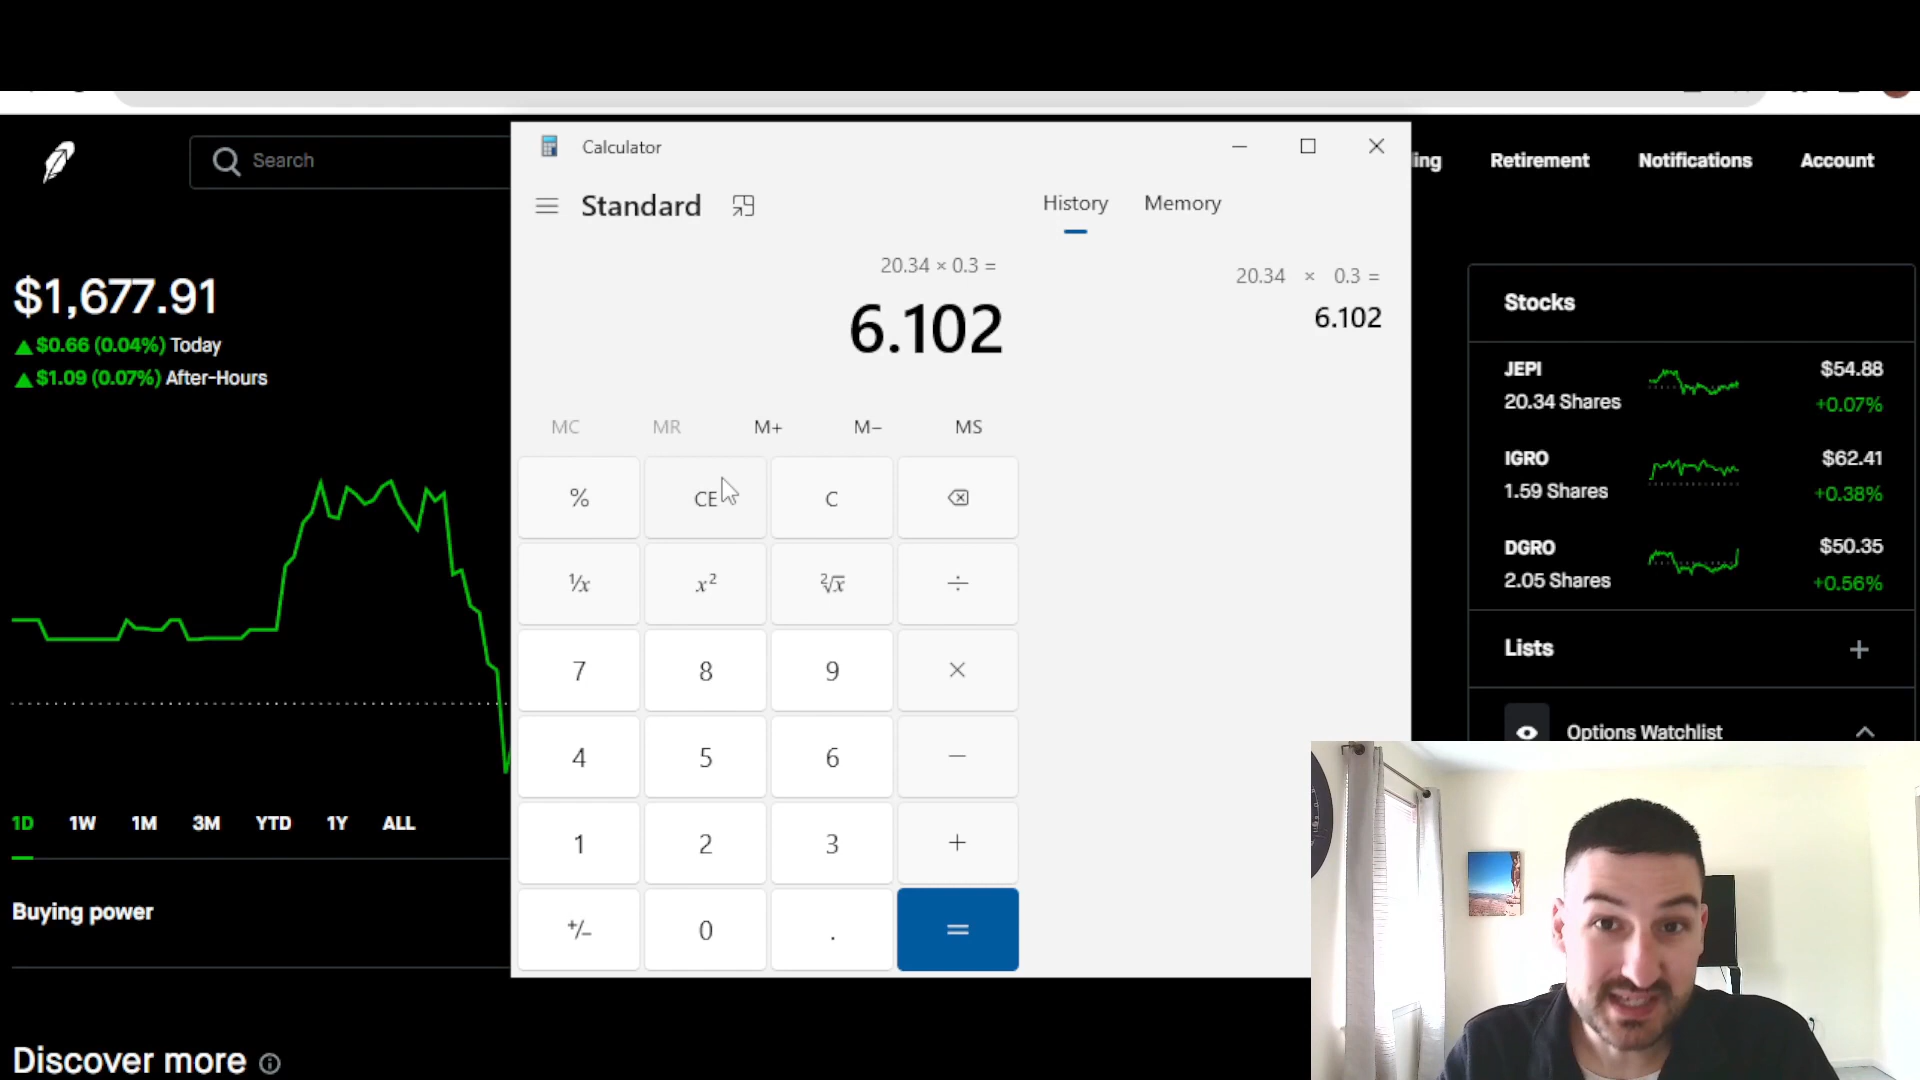 Search
Calculator
ing
Retirement
Notifications
Account
Standard
History
Memory
20.34 × 0.3 =
6.102
20.34 × 0.3 =
6.102
$1,677.91
$0.66 (0.04%) Today
$1.09 (0.07%) After-Hours
Stocks
JEPI
$54.88
20.34 Shares
+0.07%
IGRO
$62.41
1.59 Shares
+0.38%
DGRO
$50.35
2.05 Shares
+0.56%
Lists
+
Options Watchlist
MC MR M+ M− MS
% CE C
¹/x x² ²√x ÷
7 8 9 ×
4 5 6 −
1 2 3 +
+/− 0 . =
1D 1W 1M 3M YTD 1Y ALL
Buying power
Discover more